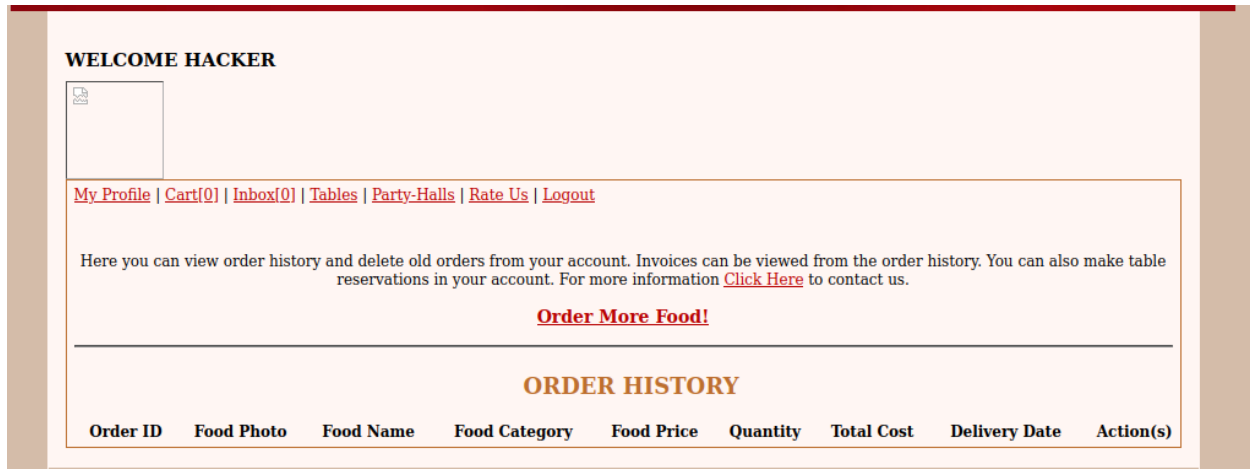 WELCOME HACKER
My Profile | Cart[0] | Inbox[0] | Tables | Party-Halls | Rate Us | Logout
Here you can view order history and delete old orders from your account. Invoices can be viewed from the order history. You can also make table
reservations in your account. For more information Click Here to contact us.
Order More Food!
ORDER HISTORY
Order ID Food Photo Food Name Food Category Food Price Quantity Total Cost Delivery Date Action(s)